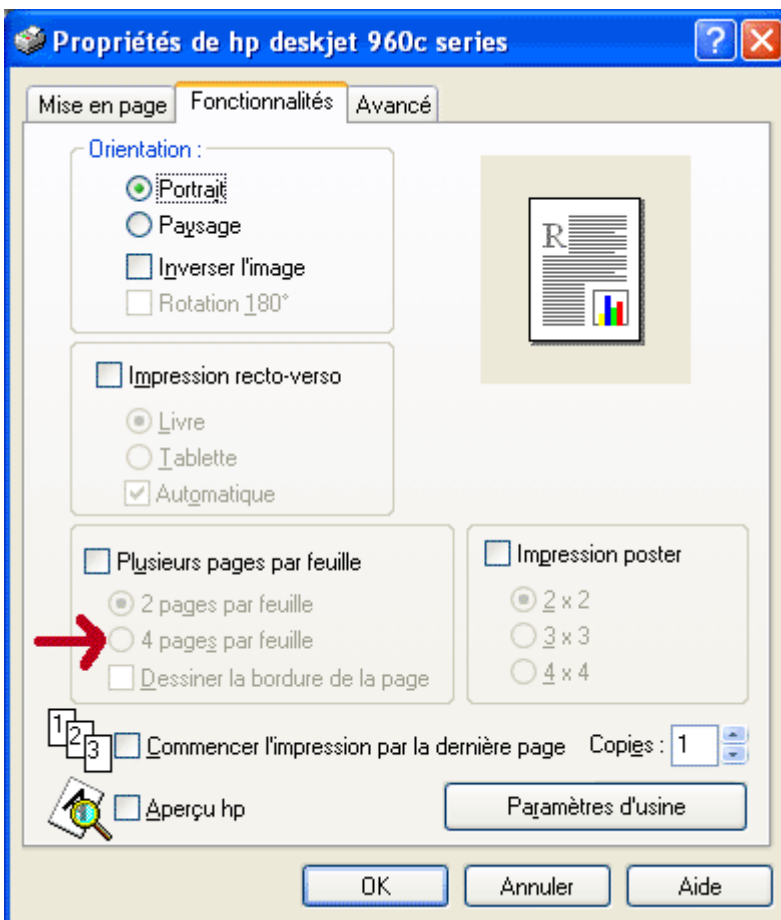 Propriétés de hp deskjet 960c series
Mise en page Fonctionnalités Avancé
Orientation :
Portrait
Paysage
Inverser l'image
Rotation 180°
R
Impression recto-verso
Livre
Tablette
Automatique
Plusieurs pages par feuille
2 pages par feuille
4 pages par feuille
Dessiner la bordure de la page
Impression poster
2 x 2
3 x 3
4 x 4
1 2 3 Commencer l'impression par la dernière page Copies : 1
Aperçu hp Paramètres d'usine
OK Annuler Aide